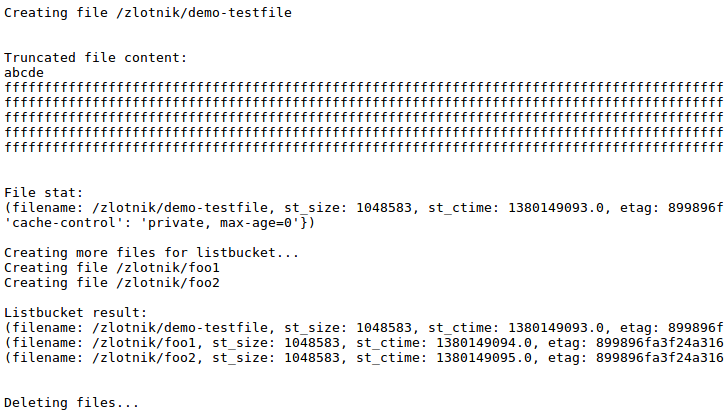 Creating file /zlotnik/demo-testfile
Truncated file content:
abcde
ffffffffffffffffffffffffffffffffffffffffffffffffffffffffffffffffffffffffffffffffffffffffff
ffffffffffffffffffffffffffffffffffffffffffffffffffffffffffffffffffffffffffffffffffffffffff
ffffffffffffffffffffffffffffffffffffffffffffffffffffffffffffffffffffffffffffffffffffffffff
ffffffffffffffffffffffffffffffffffffffffffffffffffffffffffffffffffffffffffffffffffffffffff
ffffffffffffffffffffffffffffffffffffffffffffffffffffffffffffffffffffffffffffffffffffffffff
File stat:
(filename: /zlotnik/demo-testfile, st_size: 1048583, st_ctime: 1380149093.0, etag: 899896f
'cache-control': 'private, max-age=0'})
Creating more files for listbucket...
Creating file /zlotnik/foo1
Creating file /zlotnik/foo2
Listbucket result:
(filename: /zlotnik/demo-testfile, st_size: 1048583, st_ctime: 1380149093.0, etag: 899896f
(filename: /zlotnik/foo1, st_size: 1048583, st_ctime: 1380149094.0, etag: 899896fa3f24a316
(filename: /zlotnik/foo2, st_size: 1048583, st_ctime: 1380149095.0, etag: 899896fa3f24a316
Deleting files...